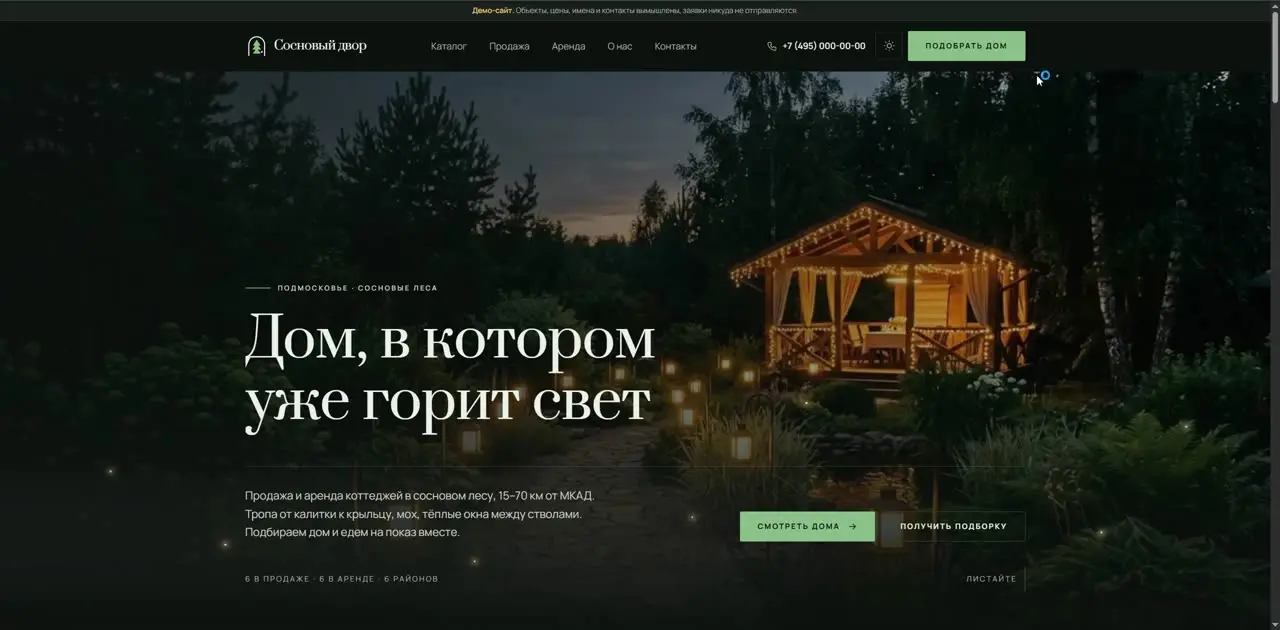 Демо-сайт. Объекты, цены, имена и контакты вымышлены, заявки никуда не отправляются.
Сосновый двор
Каталог Продажа Аренда О нас Контакты
+7 (495) 000-00-00
ПОДОБРАТЬ ДОМ
ПОДМОСКОВЬЕ · СОСНОВЫЕ ЛЕСА
Дом, в котором
уже горит свет
Продажа и аренда коттеджей в сосновом лесу, 15–70 км от МКАД.
Тропа от калитки к крыльцу, мох, тёплые окна между стволами.
Подбираем дом и едем на показ вместе.
СМОТРЕТЬ ДОМА →
ПОЛУЧИТЬ ПОДБОРКУ
6 В ПРОДАЖЕ · 6 В АРЕНДЕ · 6 РАЙОНОВ
ЛИСТАЙТЕ